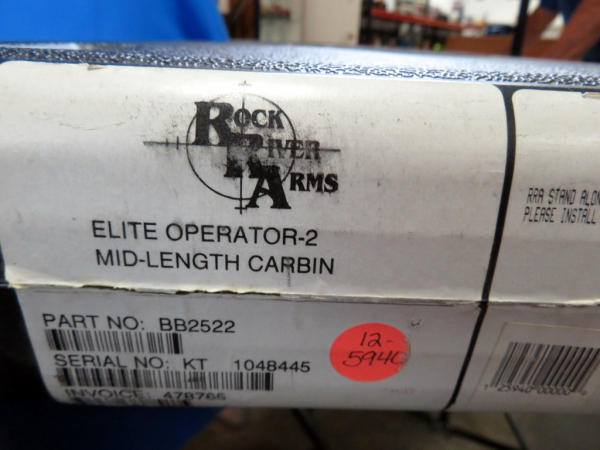 ROCK
RIVER
ARMS
ELITE OPERATOR-2
MID-LENGTH CARBIN
PART NO: BB2522
SERIAL NO: KT 1048445
INVOICE: 478766
12-
5940
RRA STAND ALON
PLEASE INSTALL